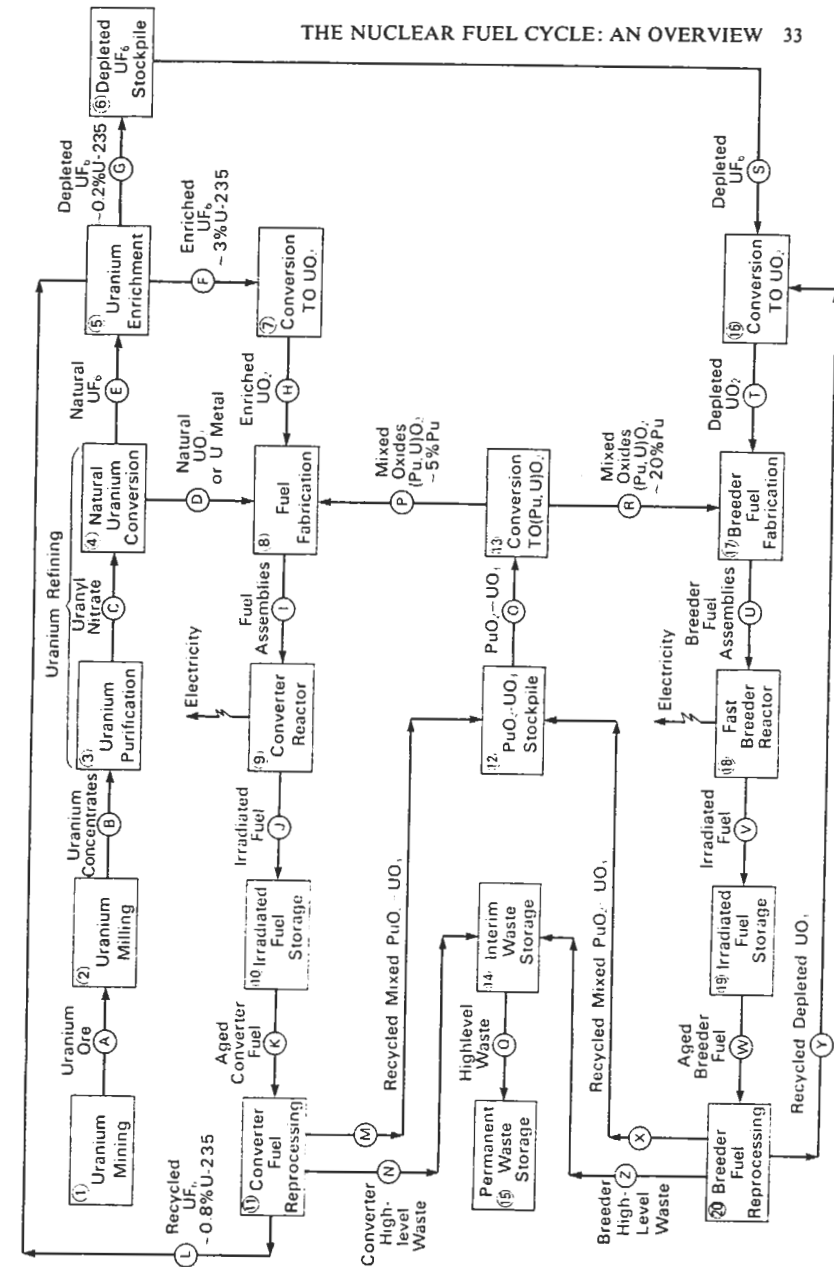 THE NUCLEAR FUEL CYCLE: AN OVERVIEW 33
Uranium Refining
(1) Uranium
Mining
Uranium
Ore
A
(2) Uranium
Milling
Uranium
Concentrates
B
(3) Uranium
Purification
Uranyl
Nitrate
C
(4) Natural
Uranium
Conversion
Natural
UF₆
E
(5) Uranium
Enrichment
Depleted
UF₆
~0.2%U-235
G
(6) Depleted
UF₆
Stockpile
Natural
or U Metal
D
Enriched
UF₆
~3%U-235
F
(7) Conversion
TO UO₂
Enriched
UO₂
H
(8) Fuel
Fabrication
Fuel
Assemblies
I
(9) Converter
Reactor
Electricity
Irradiated
Fuel
J
(10) Irradiated
Fuel
Storage
Aged
Converter
Fuel
K
(11) Converter
Fuel
Reprocessing
Recycled
UF₆
~0.8%U-235
L
M
Recycled Mixed PuO₂-UO₃
Converter
High-
level
Waste
N
(12) PuO₂-UO₃
Stockpile
PuO₂-UO₃
O
(13) Conversion
TO(Pu, U)O₂
Mixed
Oxides
(Pu, U)O₂
~5%Pu
P
Mixed
Oxides
(Pu, U)O₂
~20%Pu
R
(14) Interim
Waste
Storage
Highlevel
Waste
Q
Permanent
(15) Waste
Storage
Depleted
UF₆
S
(16) Conversion
TO UO₂
Depleted
UO₂
T
(17) Breeder
Fuel
Fabrication
Breeder
Fuel
Assemblies
U
(18) Fast
Breeder
Reactor
Electricity
Irradiated
Fuel
V
(19) Irradiated
Fuel
Storage
Aged
Breeder
Fuel
W
(20) Breeder
Fuel
Reprocessing
X
Recycled Mixed PuO₂-UO₃
Breeder
High-
Level
Waste
Z
Recycled Depleted UO₃
Y